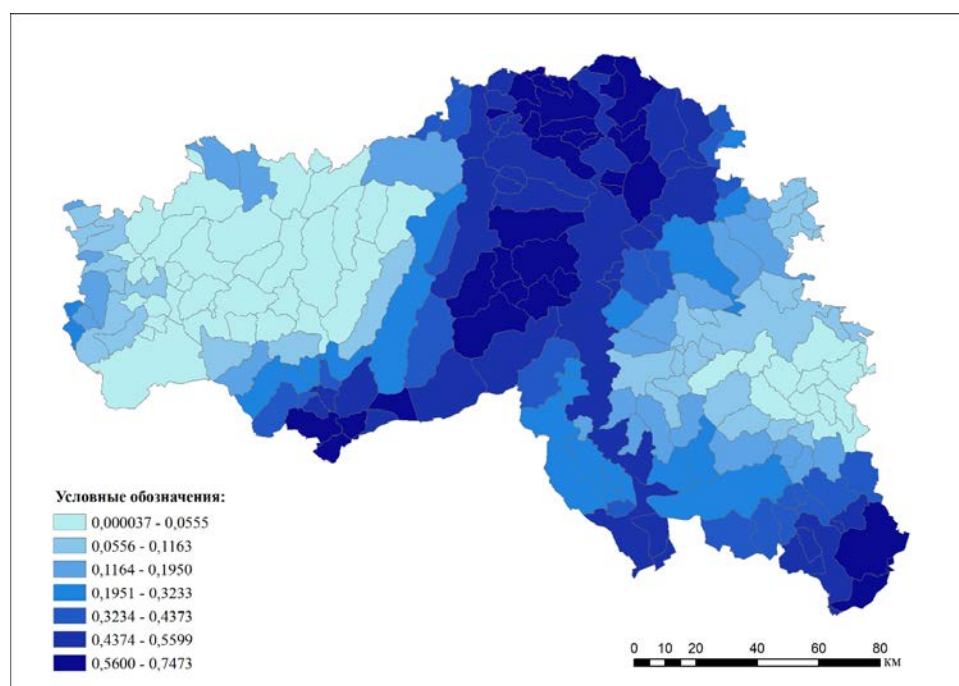 Условные обозначения:
0,000037 - 0,0555
0,0556 - 0,1163
0,1164 - 0,1950
0,1951 - 0,3233
0,3234 - 0,4373
0,4374 - 0,5599
0,5600 - 0,7473
0 10 20 40 60 80
КМ